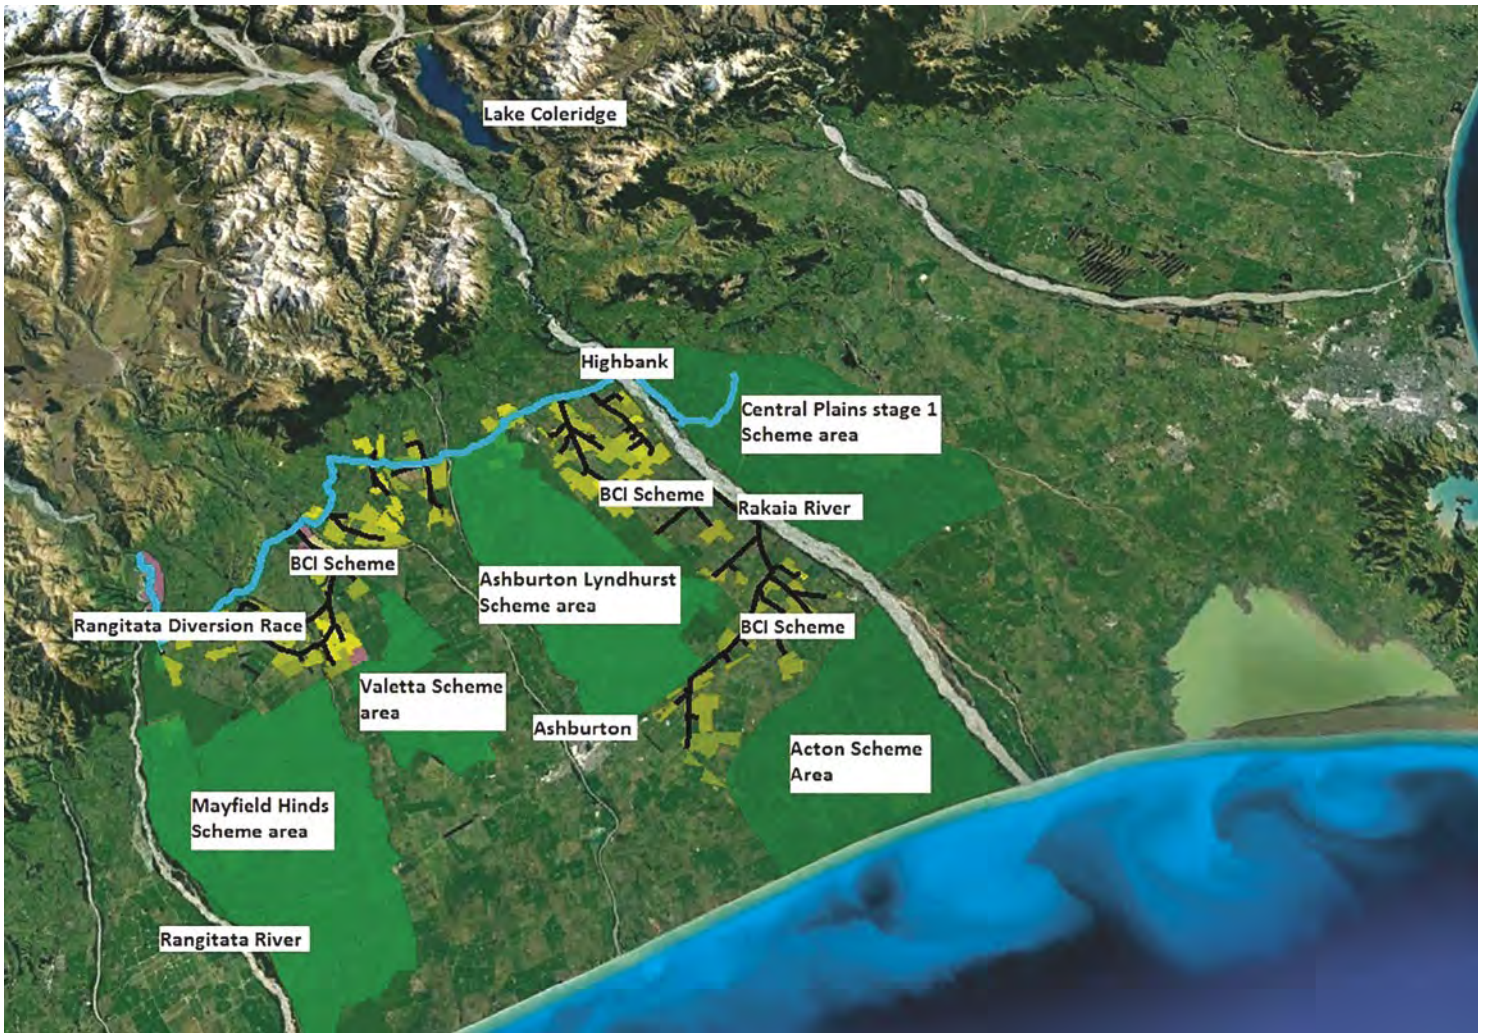 Lake Coleridge
Highbank
Central Plains stage 1
Scheme area
BCI Scheme
Rakaia River
BCI Scheme
Ashburton Lyndhurst
Scheme area
Rangitata Diversion Race
BCI Scheme
Valetta Scheme
area
Ashburton
Acton Scheme
Area
Mayfield Hinds
Scheme area
Rangitata River